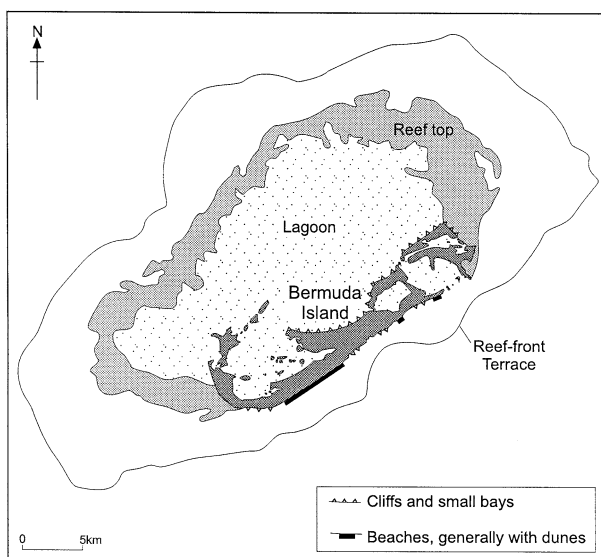 N
Reef top
Lagoon
Bermuda
Island
Reef-front
Terrace
Cliffs and small bays
Beaches, generally with dunes
0 5km